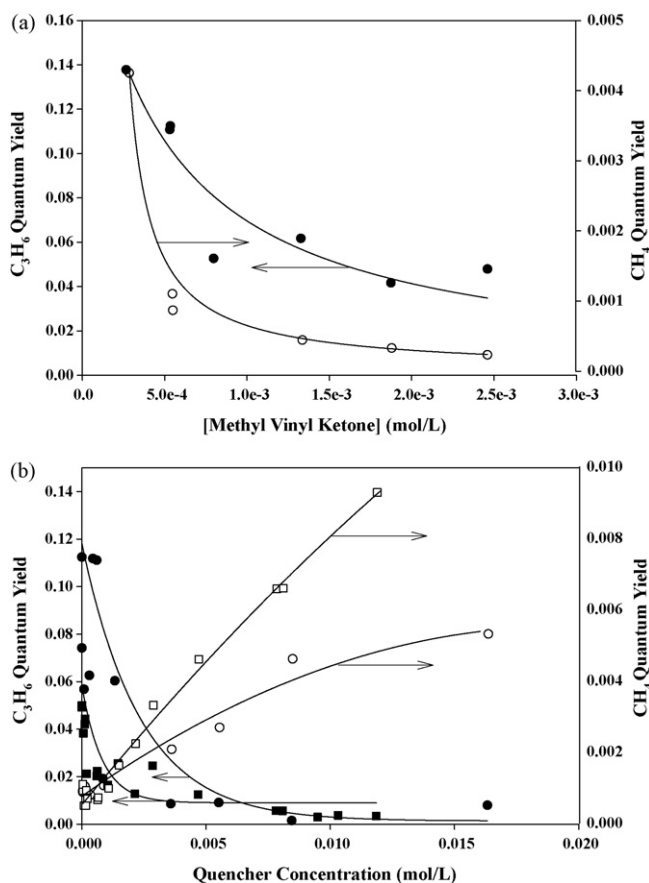 (a)
0.16
0.14
0.12
0.10
0.08
0.06
0.04
0.02
0.00
C₃H₆ Quantum Yield
0.005
0.004
0.003
0.002
0.001
0.000
CH₄ Quantum Yield
0.0 5.0e-4 1.0e-3 1.5e-3 2.0e-3 2.5e-3 3.0e-3
[Methyl Vinyl Ketone] (mol/L)
(b)
0.14
0.12
0.10
0.08
0.06
0.04
0.02
0.00
C₃H₆ Quantum Yield
0.010
0.008
0.006
0.004
0.002
0.000
CH₄ Quantum Yield
0.000 0.005 0.010 0.015 0.020
Quencher Concentration (mol/L)